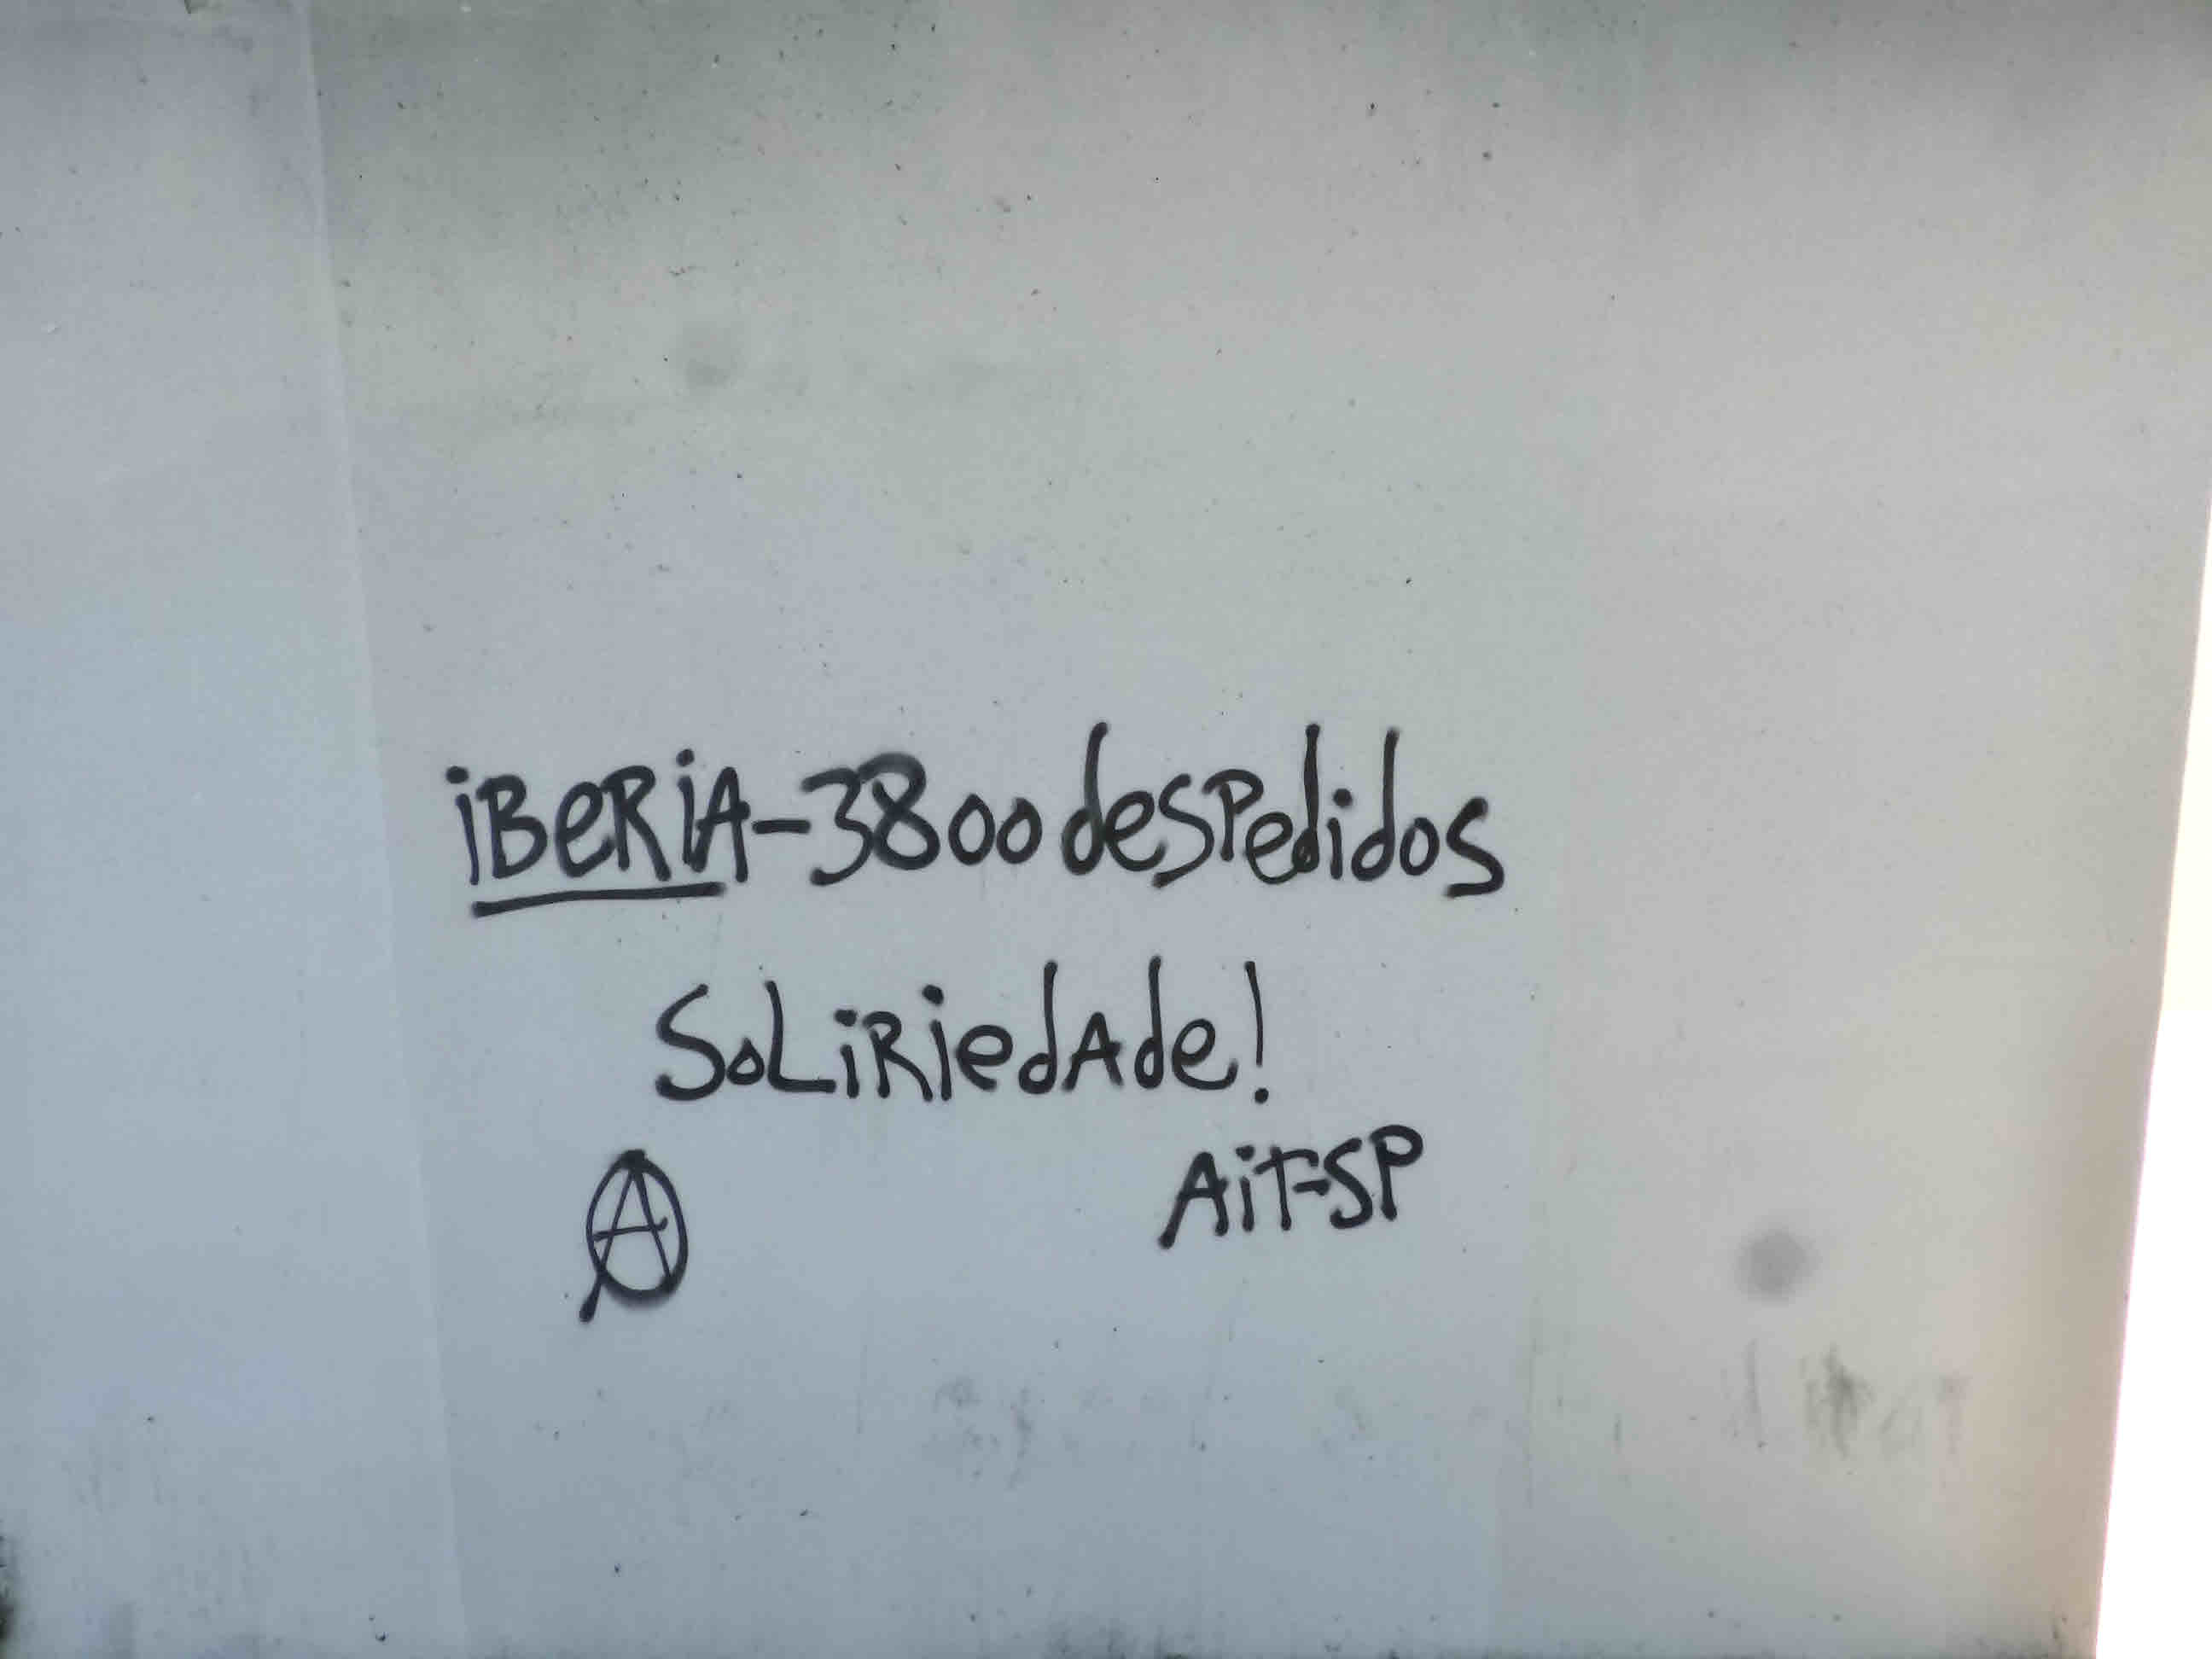 iBeRiA-3800 desPedidos
SoLiRiedAde!
A AiT-SP